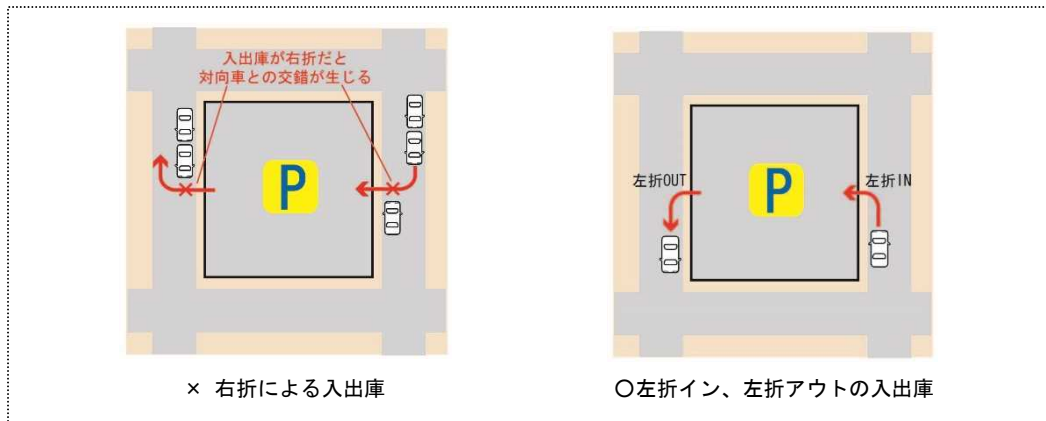 入出庫が右折だと
対向車との交錯が生じる
P
× 右折による入出庫
左折OUT
左折IN
P
〇左折イン、左折アウトの入出庫